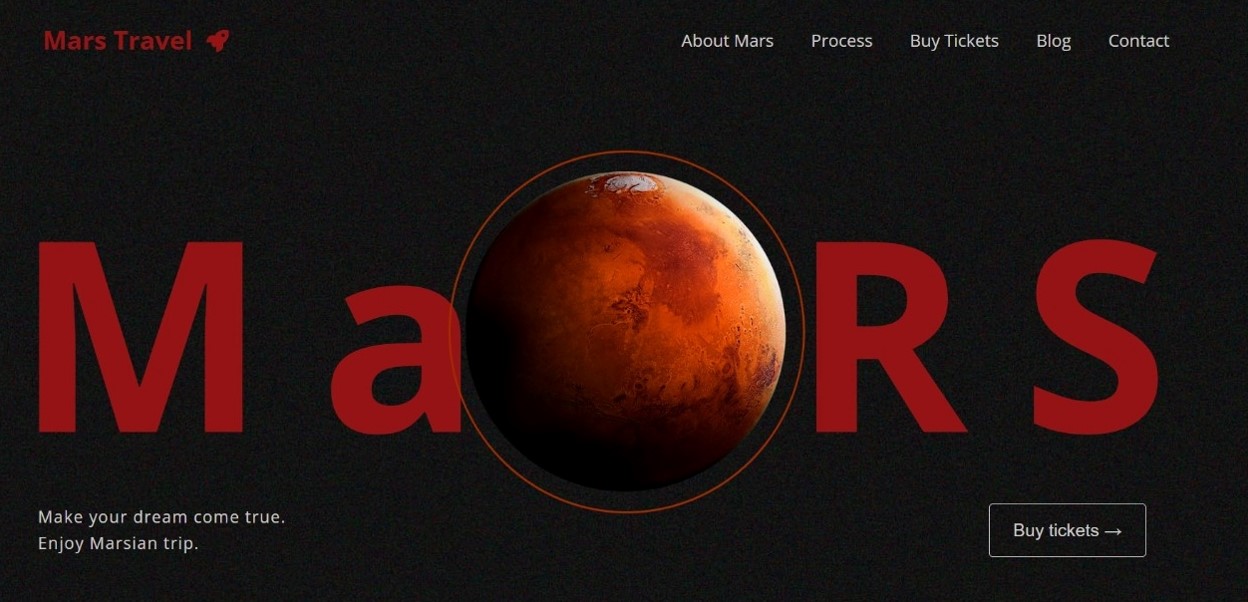 Mars Travel
About Mars Process Buy Tickets Blog Contact
M a R S
Make your dream come true.
Enjoy Marsian trip.
Buy tickets →